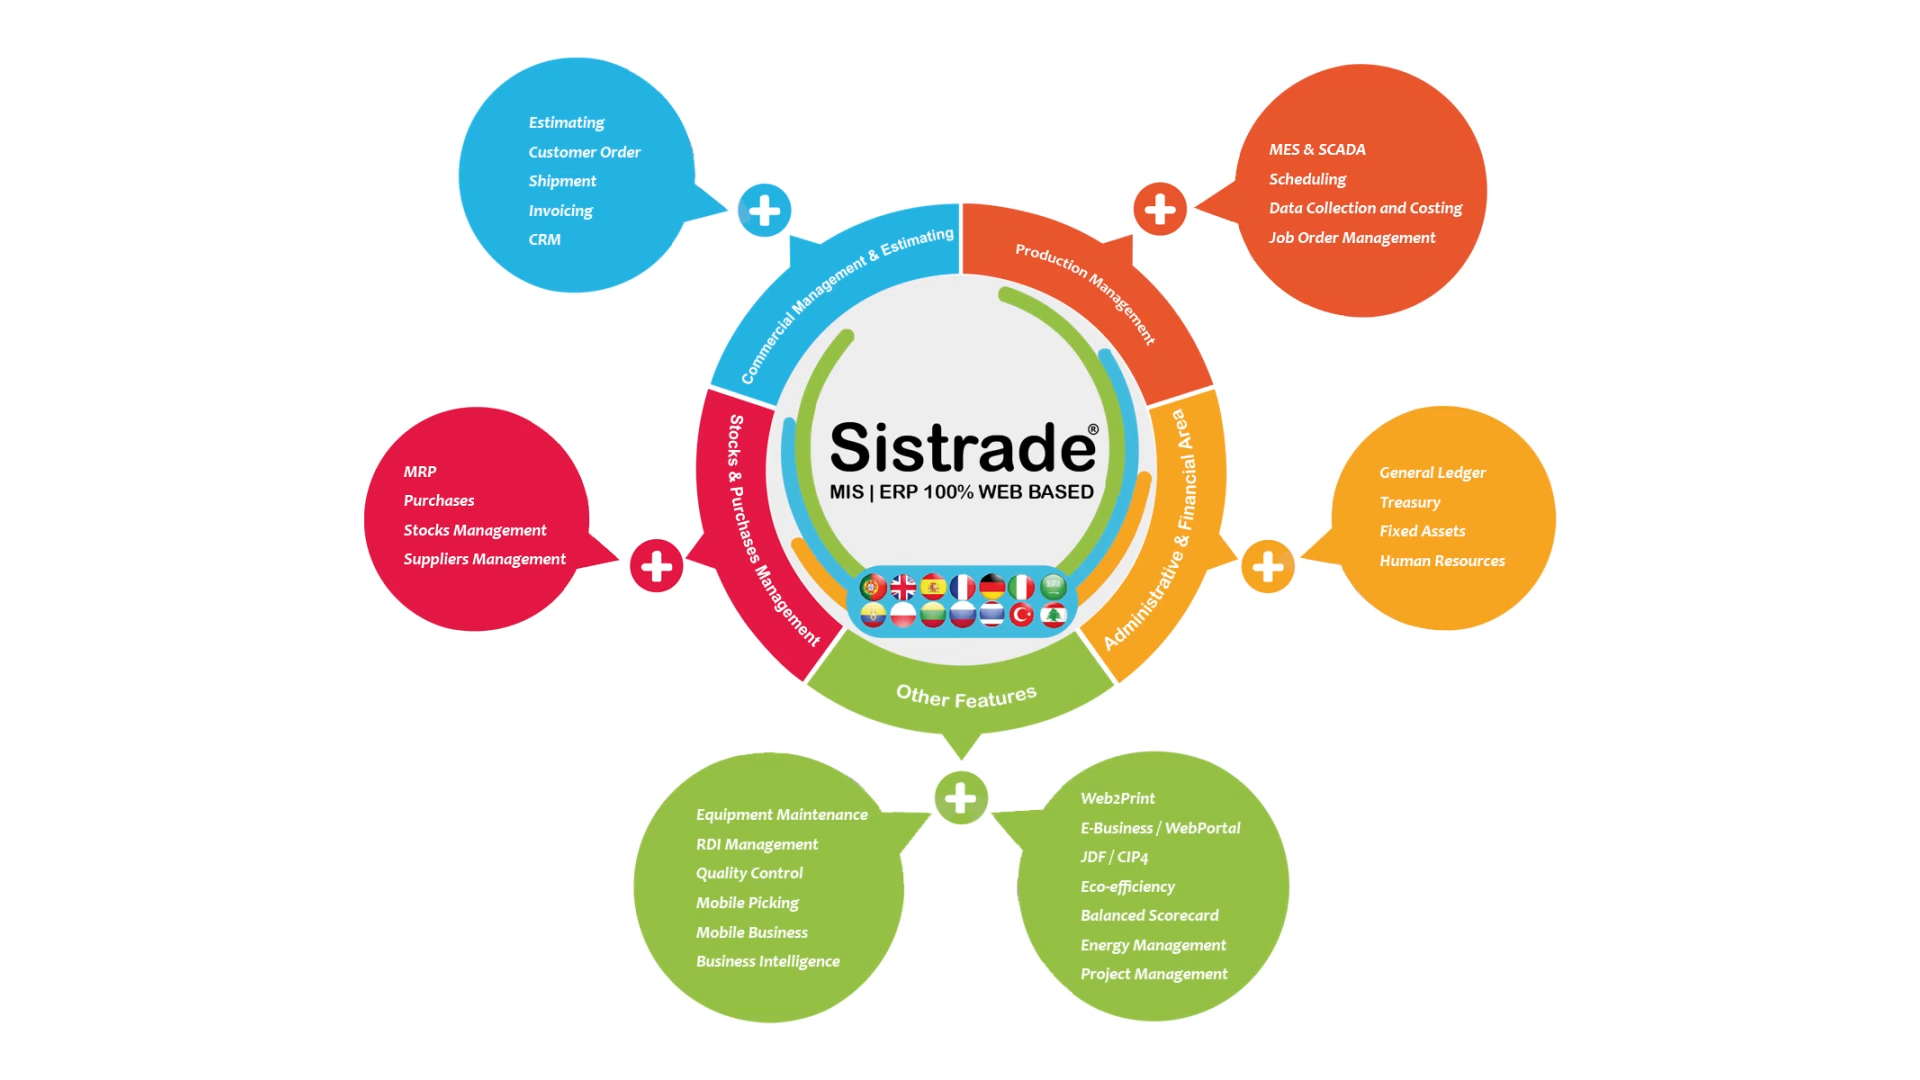 Estimating
Customer Order
Shipment
Invoicing
CRM
MES & SCADA
Scheduling
Data Collection and Costing
Job Order Management
Commercial Management & Estimating
Production Management
Stocks & Purchases Management
Administrative & Financial Area
Other Features
Sistrade®
MIS | ERP 100% WEB BASED
MRP
Purchases
Stocks Management
Suppliers Management
General Ledger
Treasury
Fixed Assets
Human Resources
Equipment Maintenance
RDI Management
Quality Control
Mobile Picking
Mobile Business
Business Intelligence
Web2Print
E-Business / WebPortal
JDF / CIP4
Eco-efficiency
Balanced Scorecard
Energy Management
Project Management